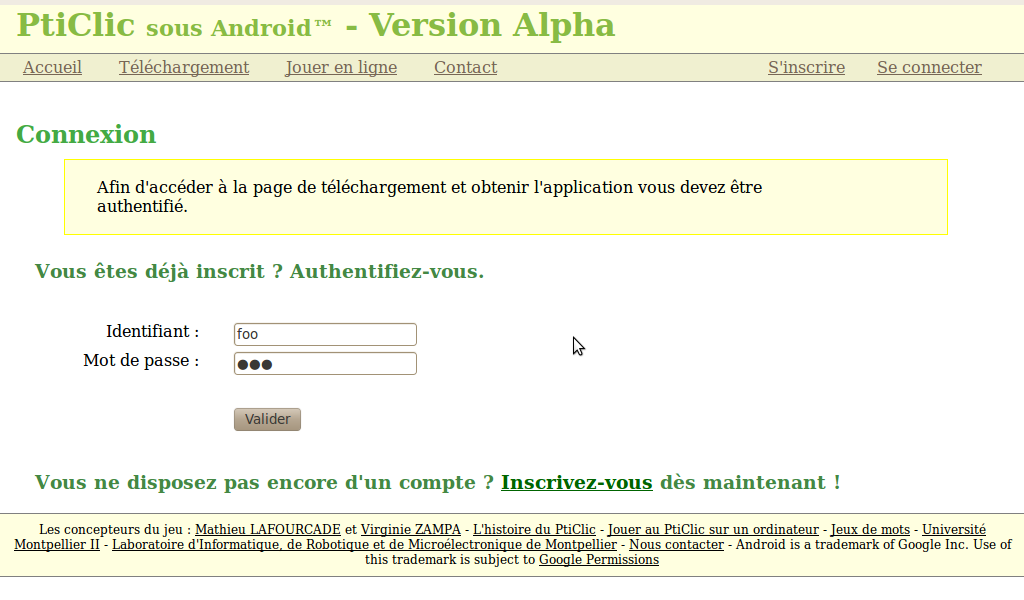 PtiClic sous Android™ - Version Alpha
Accueil Téléchargement Jouer en ligne Contact S'inscrire Se connecter
Connexion
Afin d'accéder à la page de téléchargement et obtenir l'application vous devez être
authentifié.
Vous êtes déjà inscrit ? Authentifiez-vous.
Identifiant : foo
Mot de passe : ●●●
Valider
Vous ne disposez pas encore d'un compte ? Inscrivez-vous dès maintenant !
Les concepteurs du jeu : Mathieu LAFOURCADE et Virginie ZAMPA - L'histoire du PtiClic - Jouer au PtiClic sur un ordinateur - Jeux de mots - Université
Montpellier II - Laboratoire d'Informatique, de Robotique et de Microélectronique de Montpellier - Nous contacter - Android is a trademark of Google Inc. Use of
this trademark is subject to Google Permissions